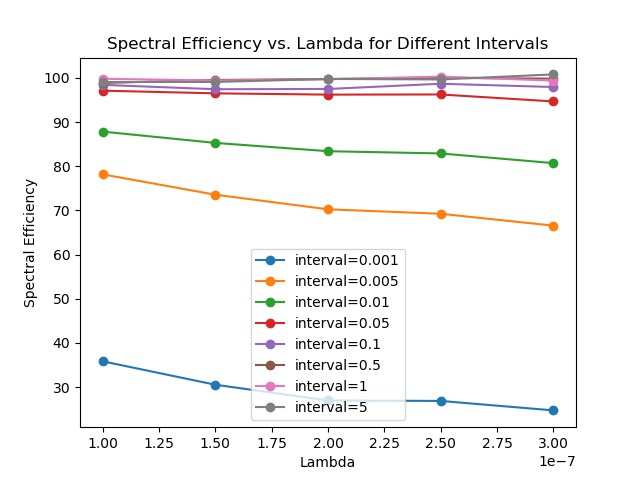 Spectral Efficiency vs. Lambda for Different Intervals
Spectral Efficiency
100
90
80
70
60
50
40
30
interval=0.001
interval=0.005
interval=0.01
interval=0.05
interval=0.1
interval=0.5
interval=1
interval=5
1.00 1.25 1.50 1.75 2.00 2.25 2.50 2.75 3.00
1e−7
Lambda